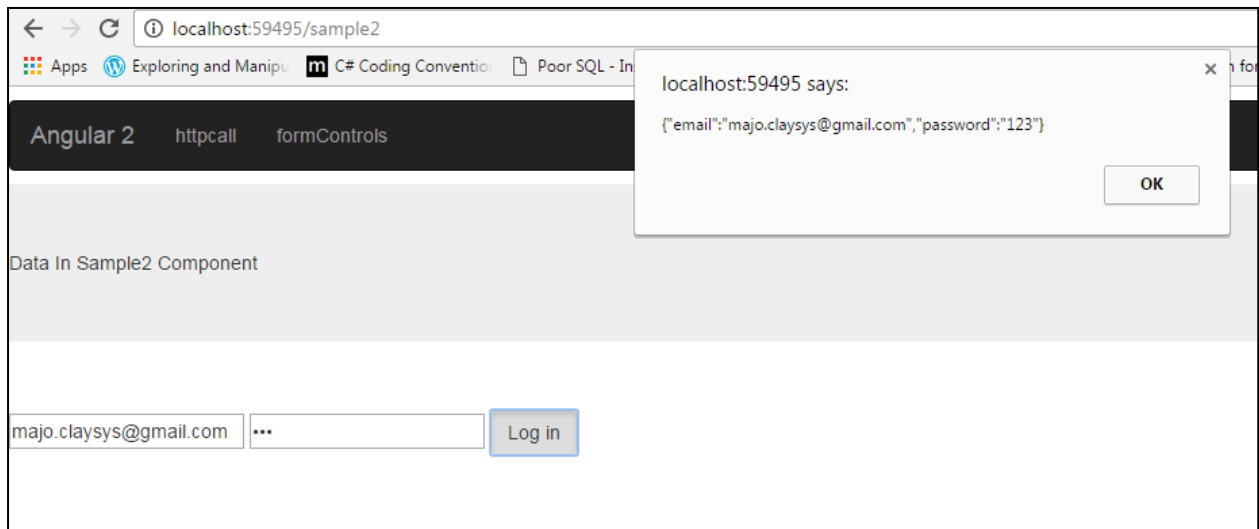 localhost:59495/sample2
Apps Exploring and Manipu m C# Coding Conventio Poor SQL - In n for
localhost:59495 says:
{"email":"majo.claysys@gmail.com","password":"123"}
OK
Angular 2 httpcall formControls
Data In Sample2 Component
majo.claysys@gmail.com ••• Log in